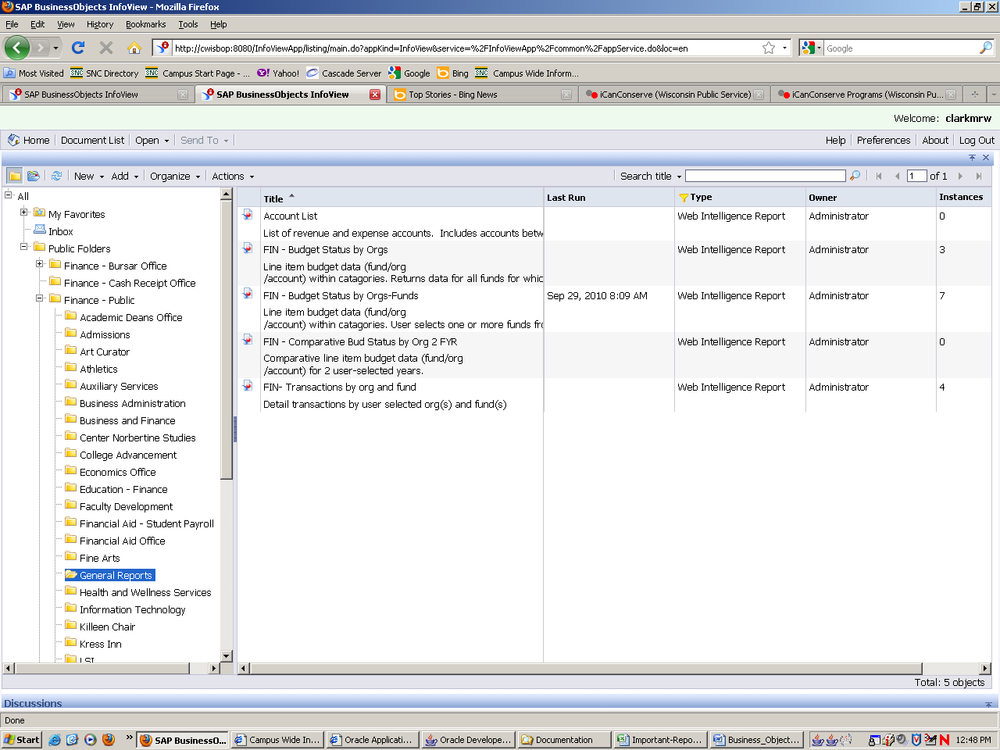 SAP BusinessObjects InfoView - Mozilla Firefox
File Edit View History Bookmarks Tools Help
http://cwisbop:8080/InfoViewApp/listing/main.do?appKind=InfoView&service=%2FInfoViewApp%2Fcommon%2FappService.do&loc=en
Google
Most Visited SNC Directory SNC Campus Start Page - ... Yahoo! Cascade Server Google Bing SNC Campus Wide Inform...
SAP BusinessObjects InfoView SAP BusinessObjects InfoView Top Stories - Bing News iCanConserve (Wisconsin Public Service) iCanConserve Programs (Wisconsin Pu...
Welcome: clarkmrw
Home Document List Open Send To Help Preferences About Log Out
New Add Organize Actions Search title 1 of 1
All
My Favorites
Inbox
Public Folders
Finance - Bursar Office
Finance - Cash Receipt Office
Finance - Public
Academic Deans Office
Admissions
Art Curator
Athletics
Auxiliary Services
Business Administration
Business and Finance
Center Norbertine Studies
College Advancement
Economics Office
Education - Finance
Faculty Development
Financial Aid - Student Payroll
Financial Aid Office
Fine Arts
General Reports
Health and Wellness Services
Information Technology
Killeen Chair
Kress Inn
LSI
Title Last Run Type Owner Instances
Account List Web Intelligence Report Administrator 0
List of revenue and expense accounts. Includes accounts betw
FIN - Budget Status by Orgs Web Intelligence Report Administrator 3
Line item budget data (fund/org
/account) within catagories. Returns data for all funds for whic
FIN - Budget Status by Orgs-Funds Sep 29, 2010 8:09 AM Web Intelligence Report Administrator 7
Line item budget data (fund/org
/account) within catagories. User selects one or more funds fro
FIN - Comparative Bud Status by Org 2 FYR Web Intelligence Report Administrator 0
Comparative line item budget data (fund/org
/account) for 2 user-selected years.
FIN- Transactions by org and fund Web Intelligence Report Administrator 4
Detail transactions by user selected org(s) and fund(s)
Total: 5 objects
Discussions
Done
Start SAP BusinessO... Campus Wide In... Oracle Applicati... Oracle Develope... Documentation Important-Repo... Business_Object... 12:48 PM